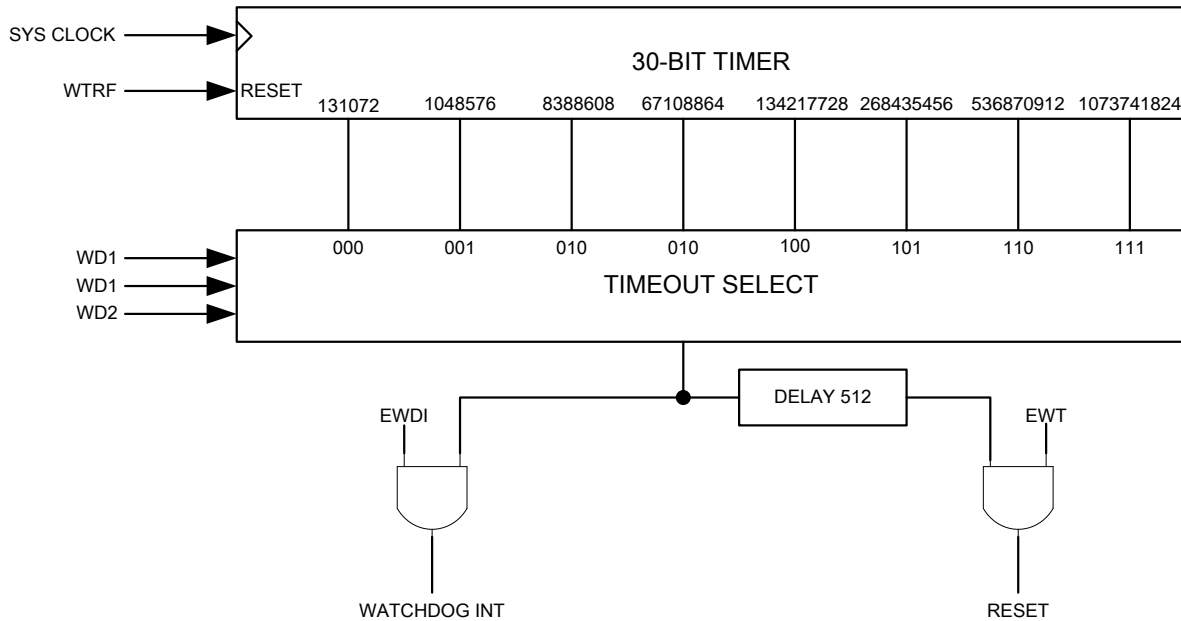 SYS CLOCK
30-BIT TIMER
WTRF
RESET
131072 1048576 8388608 67108864 134217728 268435456 536870912 1073741824
000 001 010 010 100 101 110 111
WD1
TIMEOUT SELECT
WD1
WD2
DELAY 512
EWDI
EWT
WATCHDOG INT
RESET